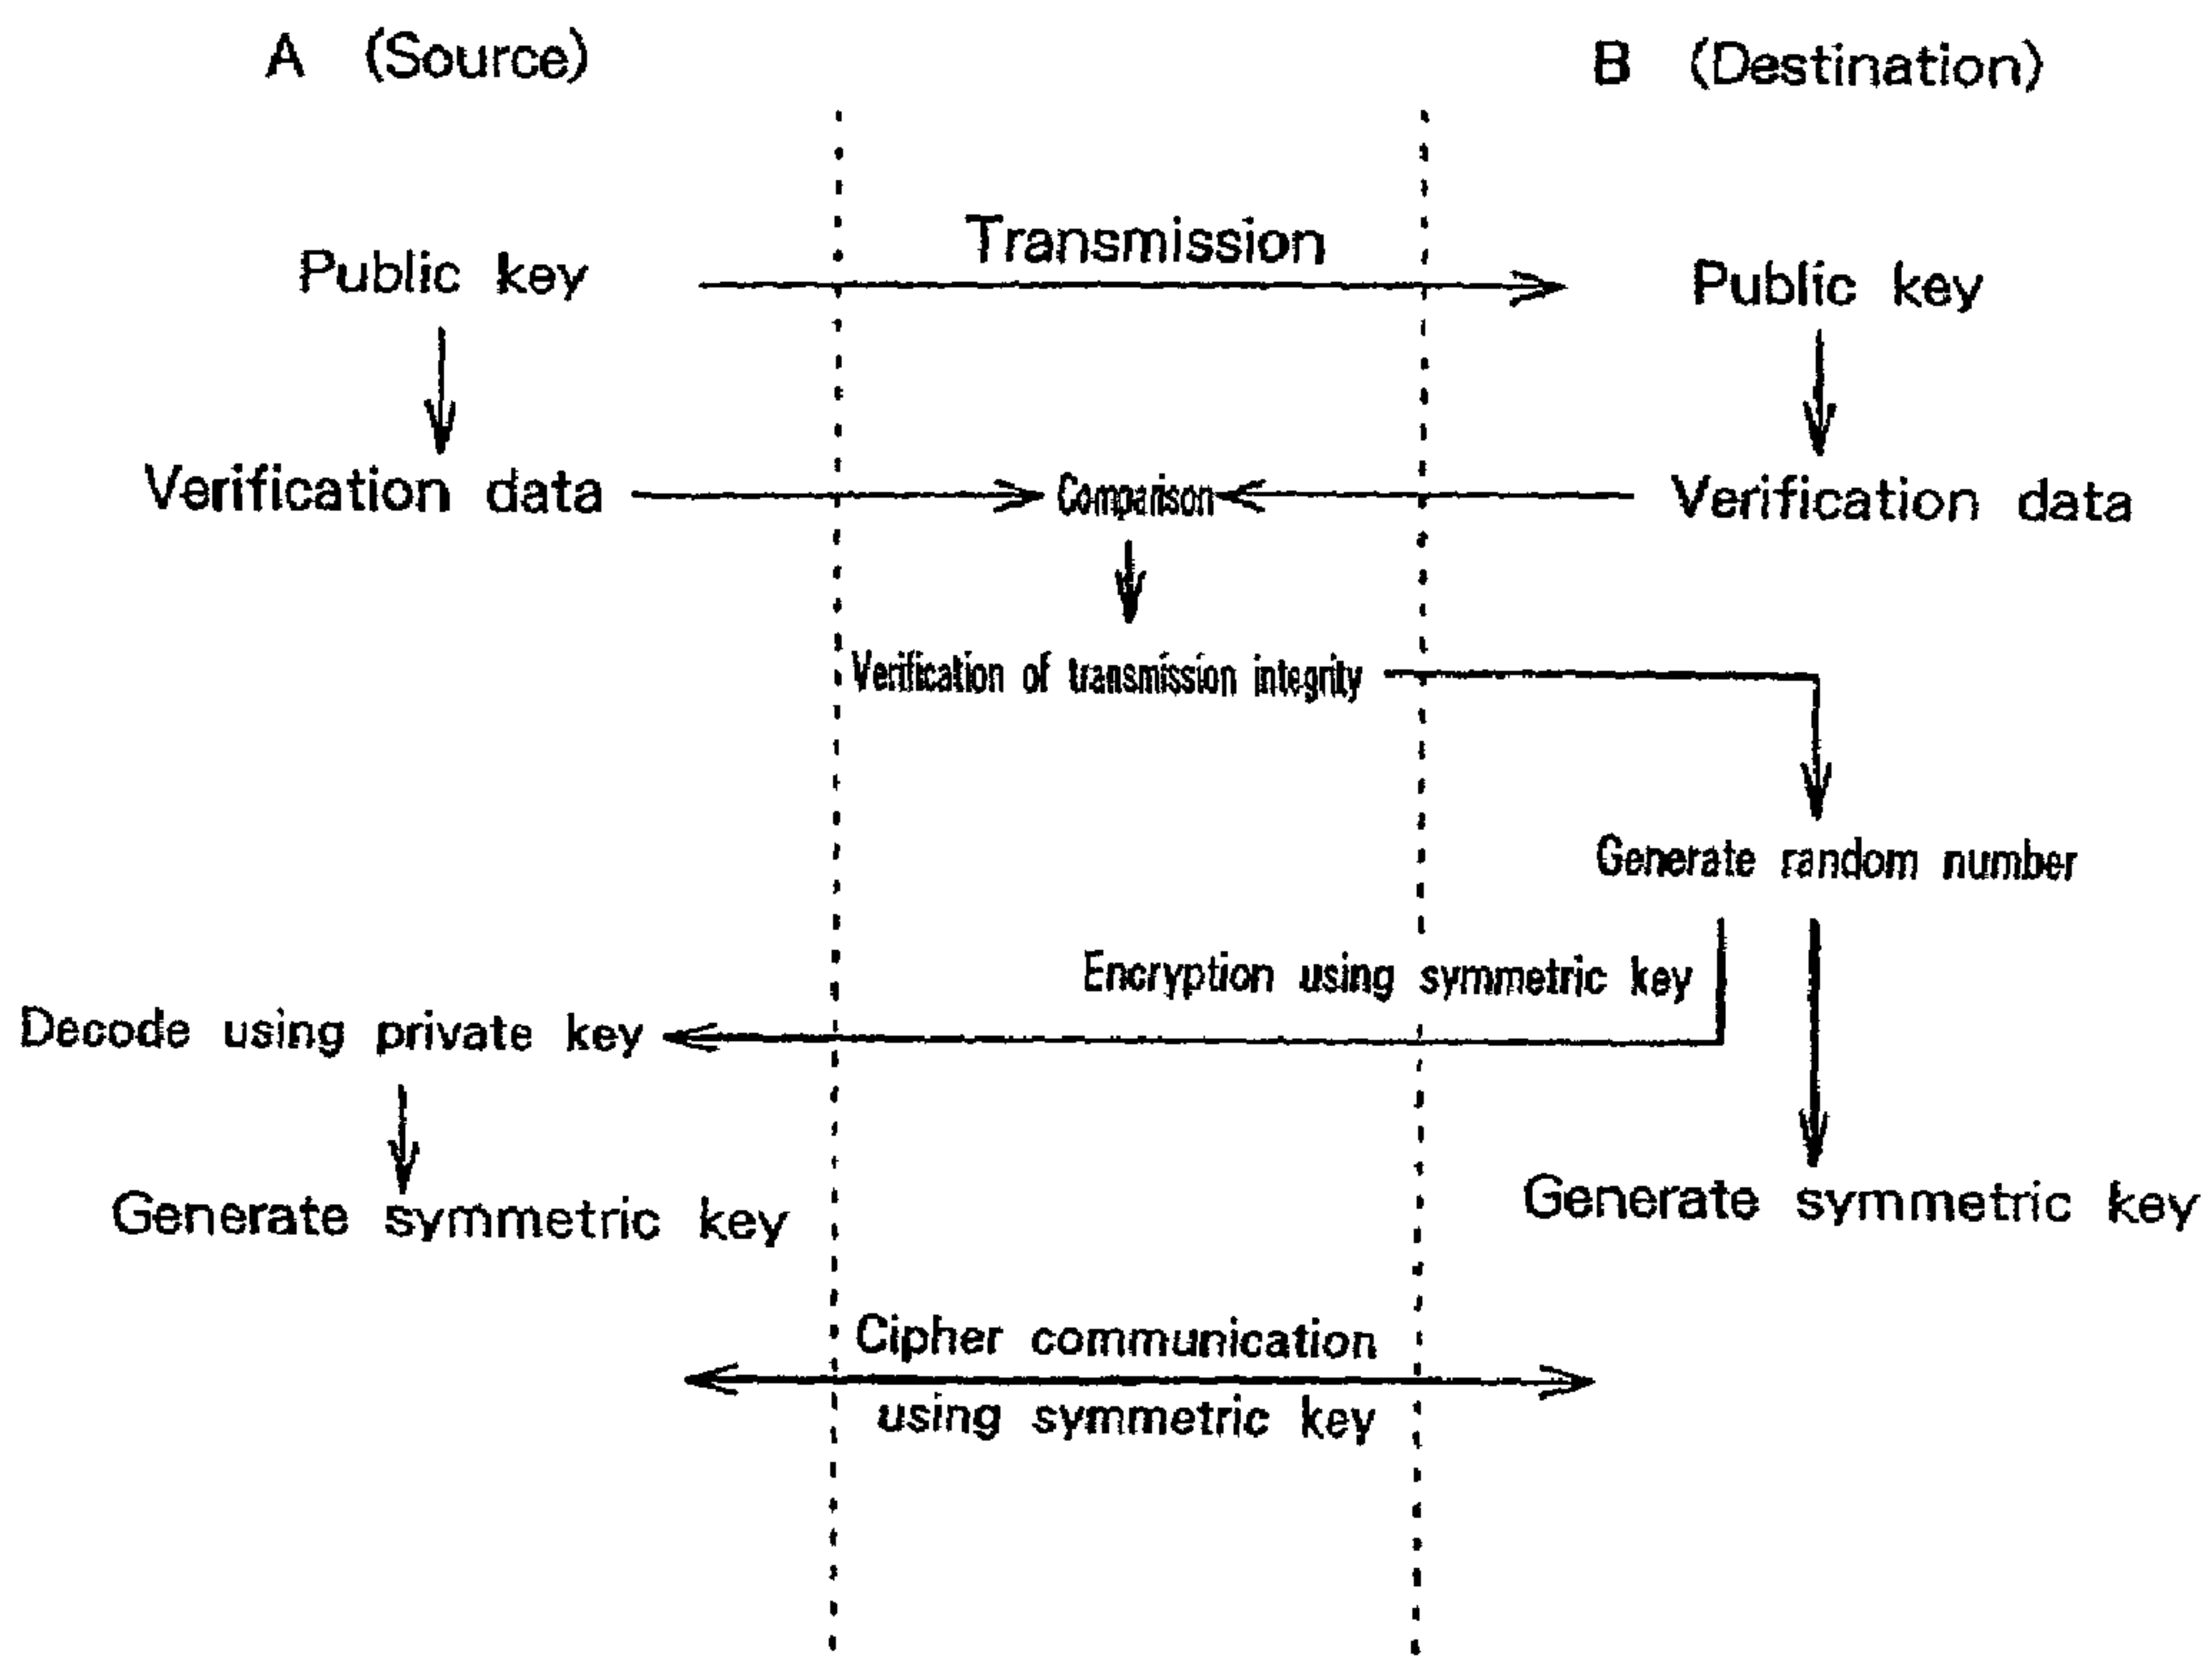 A (Source)
B (Destination)
Transmission
Public key
Public key
Verification data
Comparison
Verification data
Verification of transmission integrity
Generate random number
Encryption using symmetric key
Decode using private key
Generate symmetric key
Generate symmetric key
Cipher communication
using symmetric key